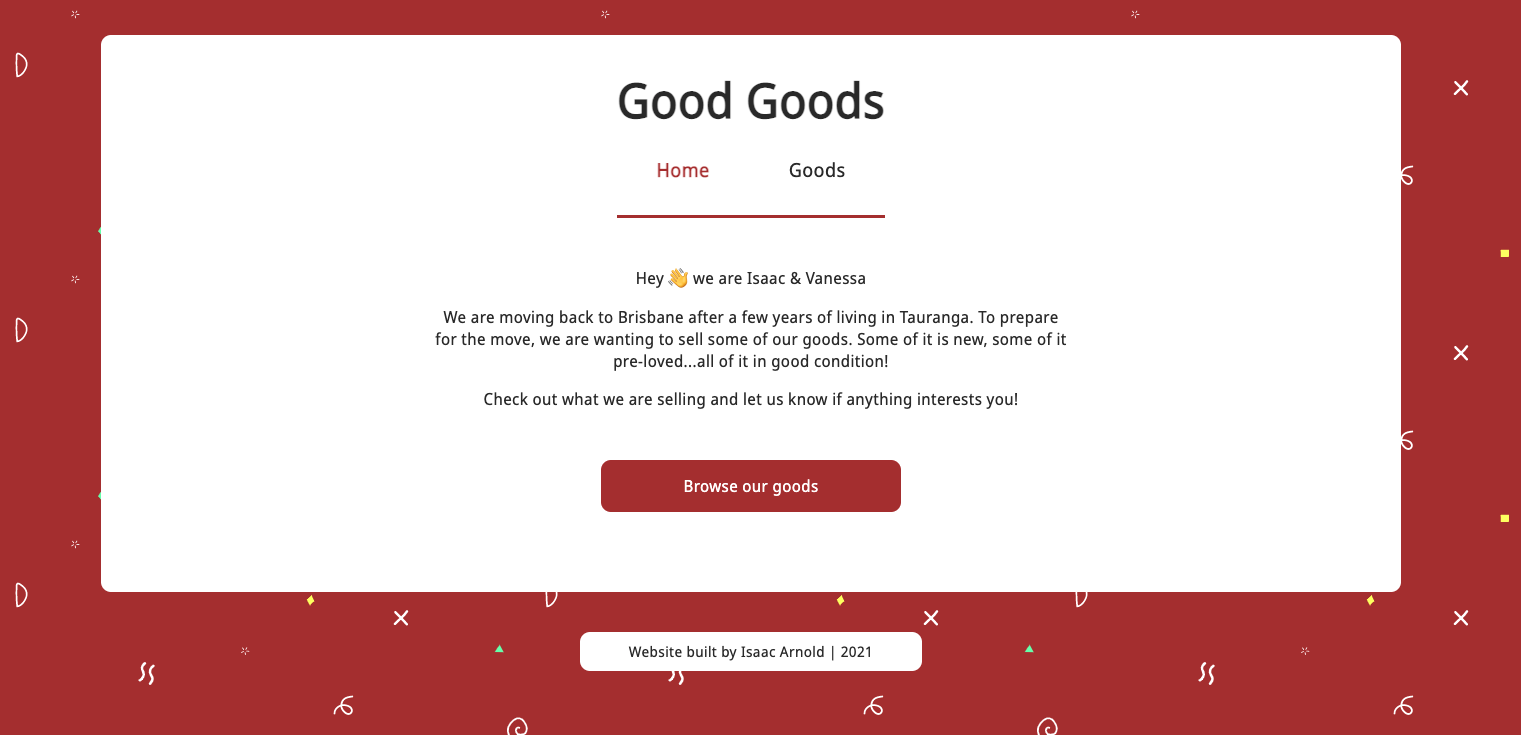 Good Goods
Home Goods
Hey 👋 we are Isaac & Vanessa
We are moving back to Brisbane after a few years of living in Tauranga. To prepare
for the move, we are wanting to sell some of our goods. Some of it is new, some of it
pre-loved...all of it in good condition!
Check out what we are selling and let us know if anything interests you!
Browse our goods
Website built by Isaac Arnold | 2021